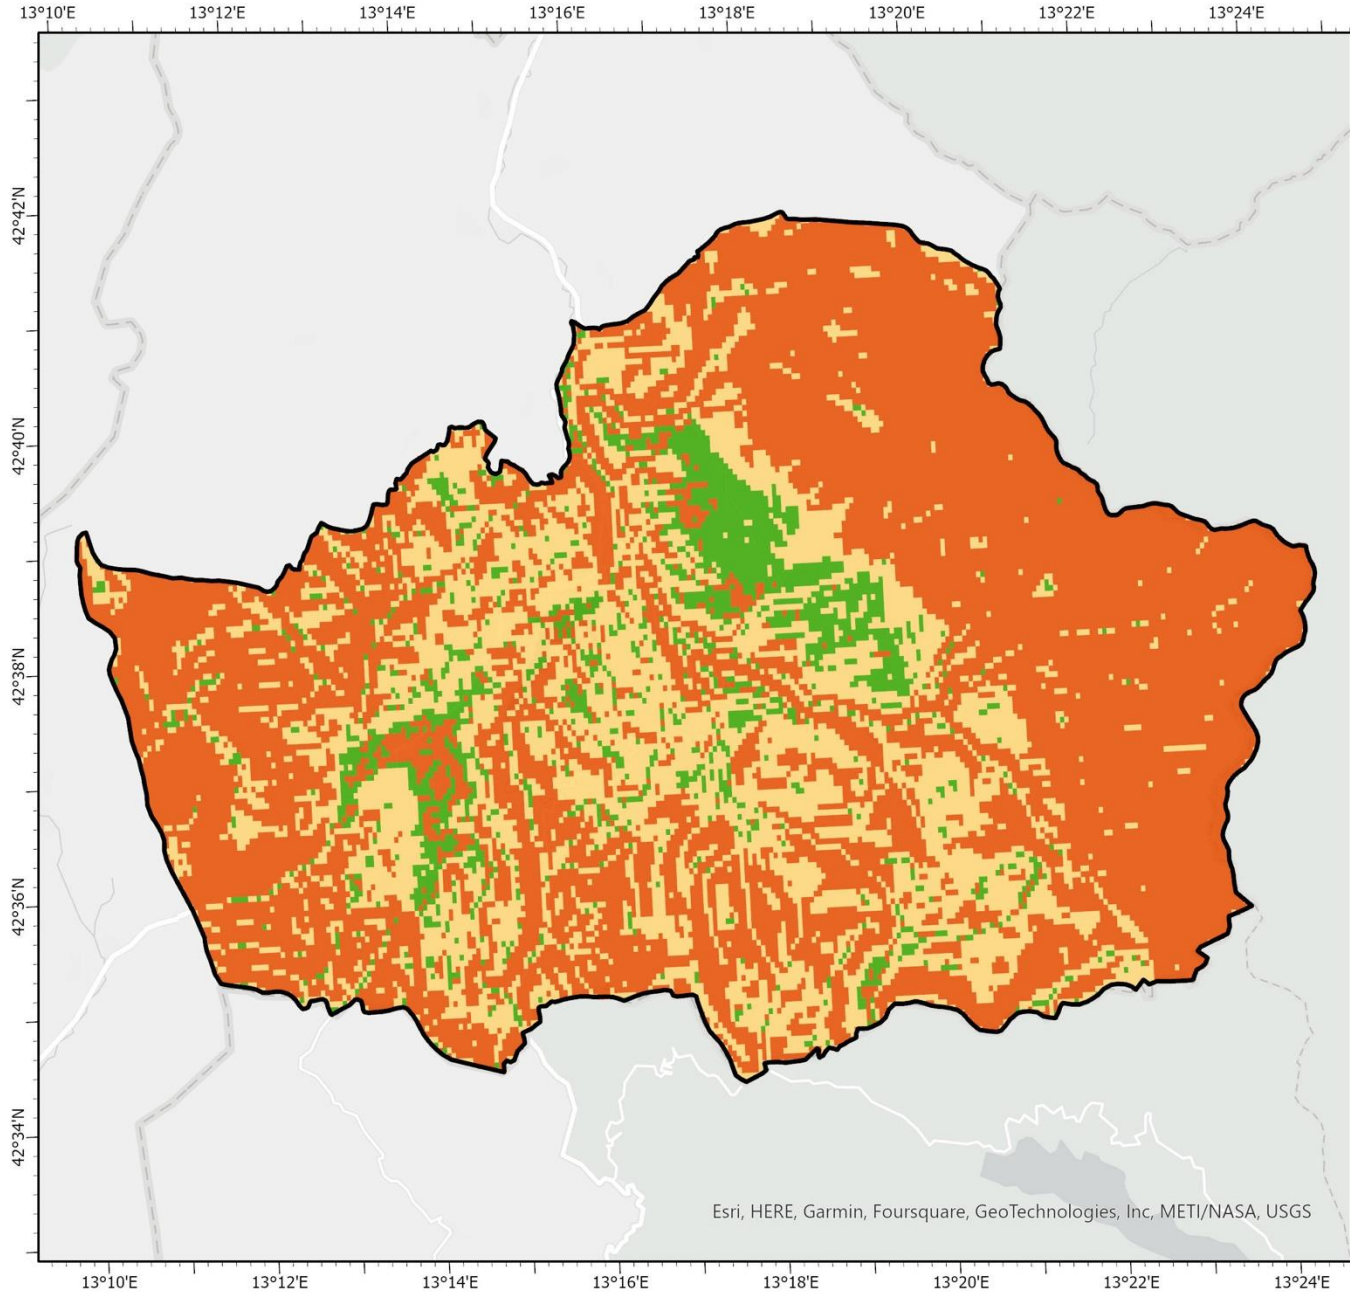 13°10'E 13°12'E 13°14'E 13°16'E 13°18'E 13°20'E 13°22'E 13°24'E
42°42'N
42°40'N
42°38'N
42°36'N
42°34'N
Esri, HERE, Garmin, Foursquare, GeoTechnologies, Inc, METI/NASA, USGS
13°10'E 13°12'E 13°14'E 13°16'E 13°18'E 13°20'E 13°22'E 13°24'E